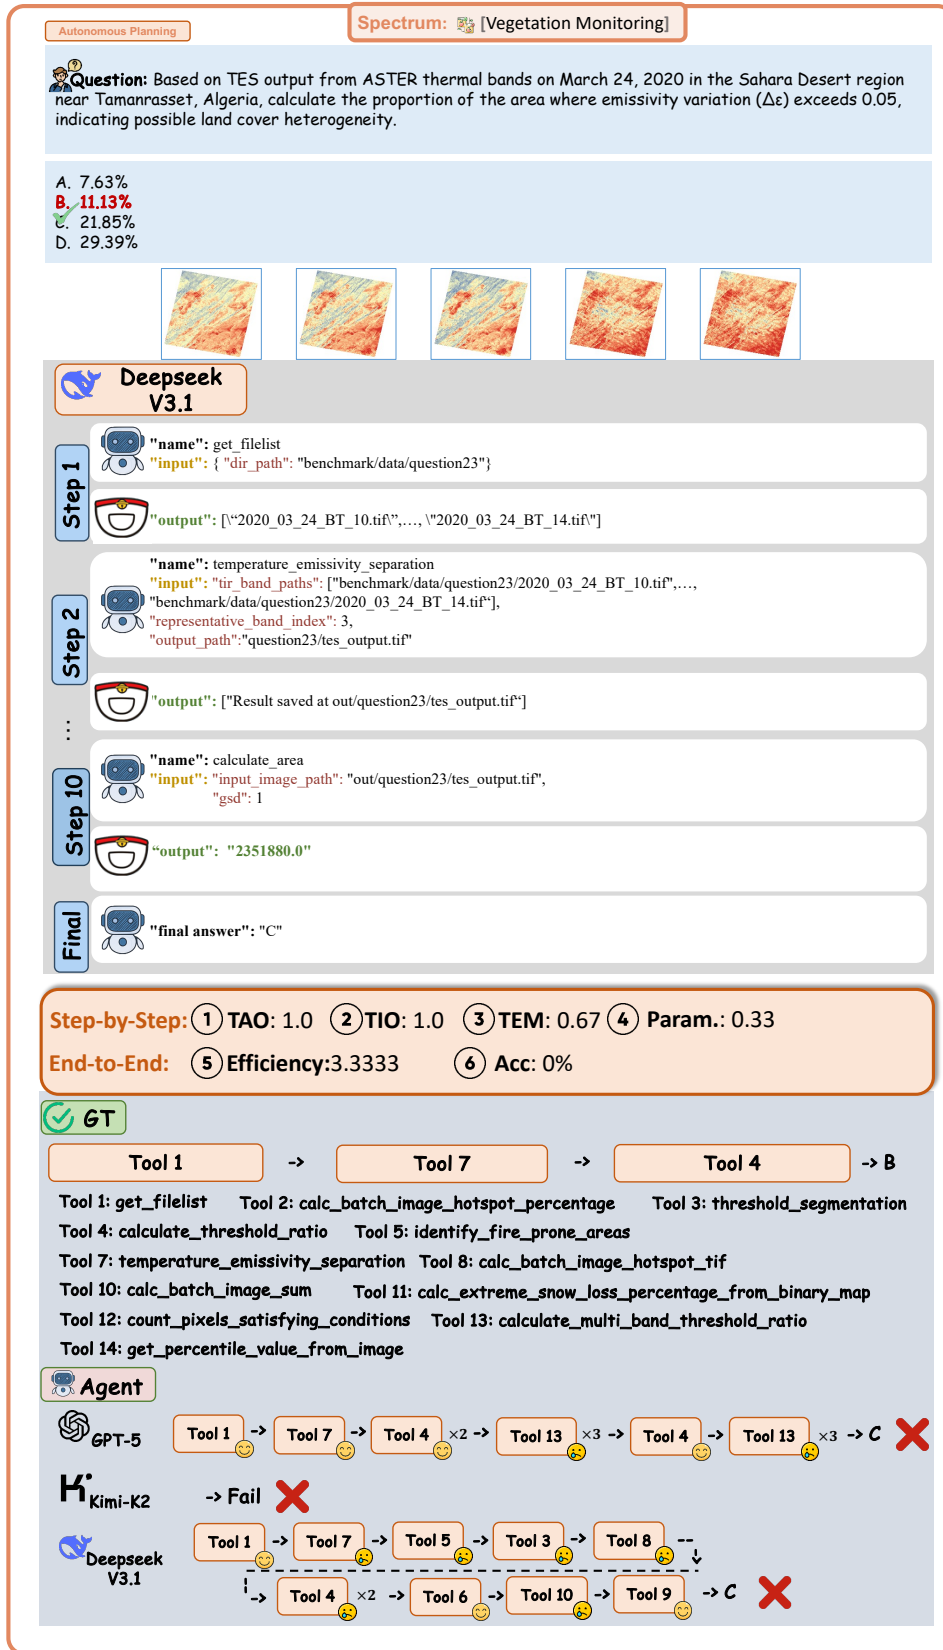 Autonomous Planning
Spectrum: [Vegetation Monitoring]
Question: Based on TES output from ASTER thermal bands on March 24, 2020 in the Sahara Desert region
near Tamanrasset, Algeria, calculate the proportion of the area where emissivity variation (Δε) exceeds 0.05,
indicating possible land cover heterogeneity.
A. 7.63%
B. 11.13%
C. 21.85%
D. 29.39%
Deepseek
V3.1
Step 1
"name": get_filelist
"input": { "dir_path": "benchmark/data/question23"}
"output": [\“2020_03_24_BT_10.tif\”,…, \"2020_03_24_BT_14.tif\"]
Step 2
"name": temperature_emissivity_separation
"input": "tir_band_paths": ["benchmark/data/question23/2020_03_24_BT_10.tif",…,
"benchmark/data/question23/2020_03_24_BT_14.tif“],
"representative_band_index": 3,
"output_path":"question23/tes_output.tif"
"output": ["Result saved at out/question23/tes_output.tif“]
…
Step 10
"name": calculate_area
"input": "input_image_path": "out/question23/tes_output.tif",
"gsd": 1
“output": "2351880.0"
Final
"final answer": "C"
Step-by-Step: 1 TAO: 1.0 2 TIO: 1.0 3 TEM: 0.67 4 Param.: 0.33
End-to-End: 5 Efficiency:3.3333 6 Acc: 0%
GT
Tool 1 -> Tool 7 -> Tool 4 -> B
Tool 1: get_filelist Tool 2: calc_batch_image_hotspot_percentage Tool 3: threshold_segmentation
Tool 4: calculate_threshold_ratio Tool 5: identify_fire_prone_areas
Tool 7: temperature_emissivity_separation Tool 8: calc_batch_image_hotspot_tif
Tool 10: calc_batch_image_sum Tool 11: calc_extreme_snow_loss_percentage_from_binary_map
Tool 12: count_pixels_satisfying_conditions Tool 13: calculate_multi_band_threshold_ratio
Tool 14: get_percentile_value_from_image
Agent
GPT-5 Tool 1 -> Tool 7 -> Tool 4 ×2 -> Tool 13 ×3 -> Tool 4 -> Tool 13 ×3 -> C
Kimi-K2 -> Fail
Deepseek
V3.1
Tool 1 -> Tool 7 -> Tool 5 -> Tool 3 -> Tool 8
-> Tool 4 ×2 -> Tool 6 -> Tool 10 -> Tool 9 -> C